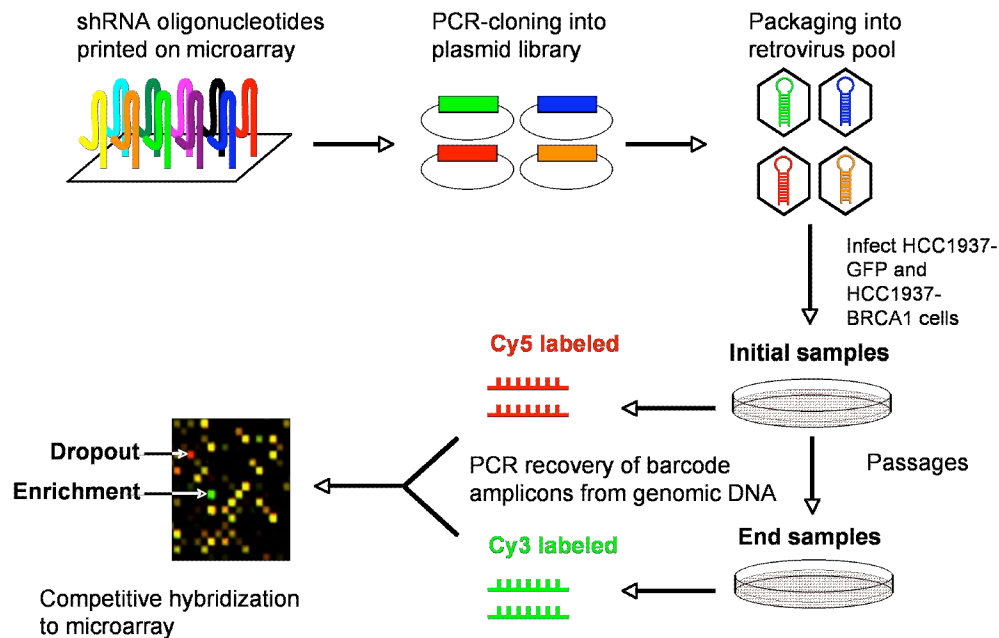 shRNA oligonucleotides
printed on microarray
PCR-cloning into
plasmid library
Packaging into
retrovirus pool
Infect HCC1937-
GFP and
HCC1937-
BRCA1 cells
Initial samples
Cy5 labeled
Passages
PCR recovery of barcode
amplicons from genomic DNA
Dropout
Enrichment
End samples
Cy3 labeled
Competitive hybridization
to microarray